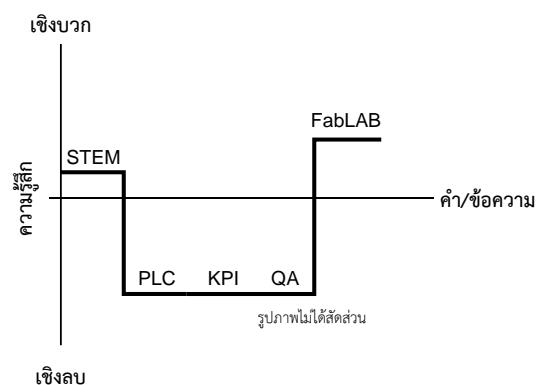 เชิงบวก
FabLAB
STEM
ความรู้สึก
คำ/ข้อความ
PLC KPI QA
รูปภาพไม่ได้สัดส่วน
เชิงลบ